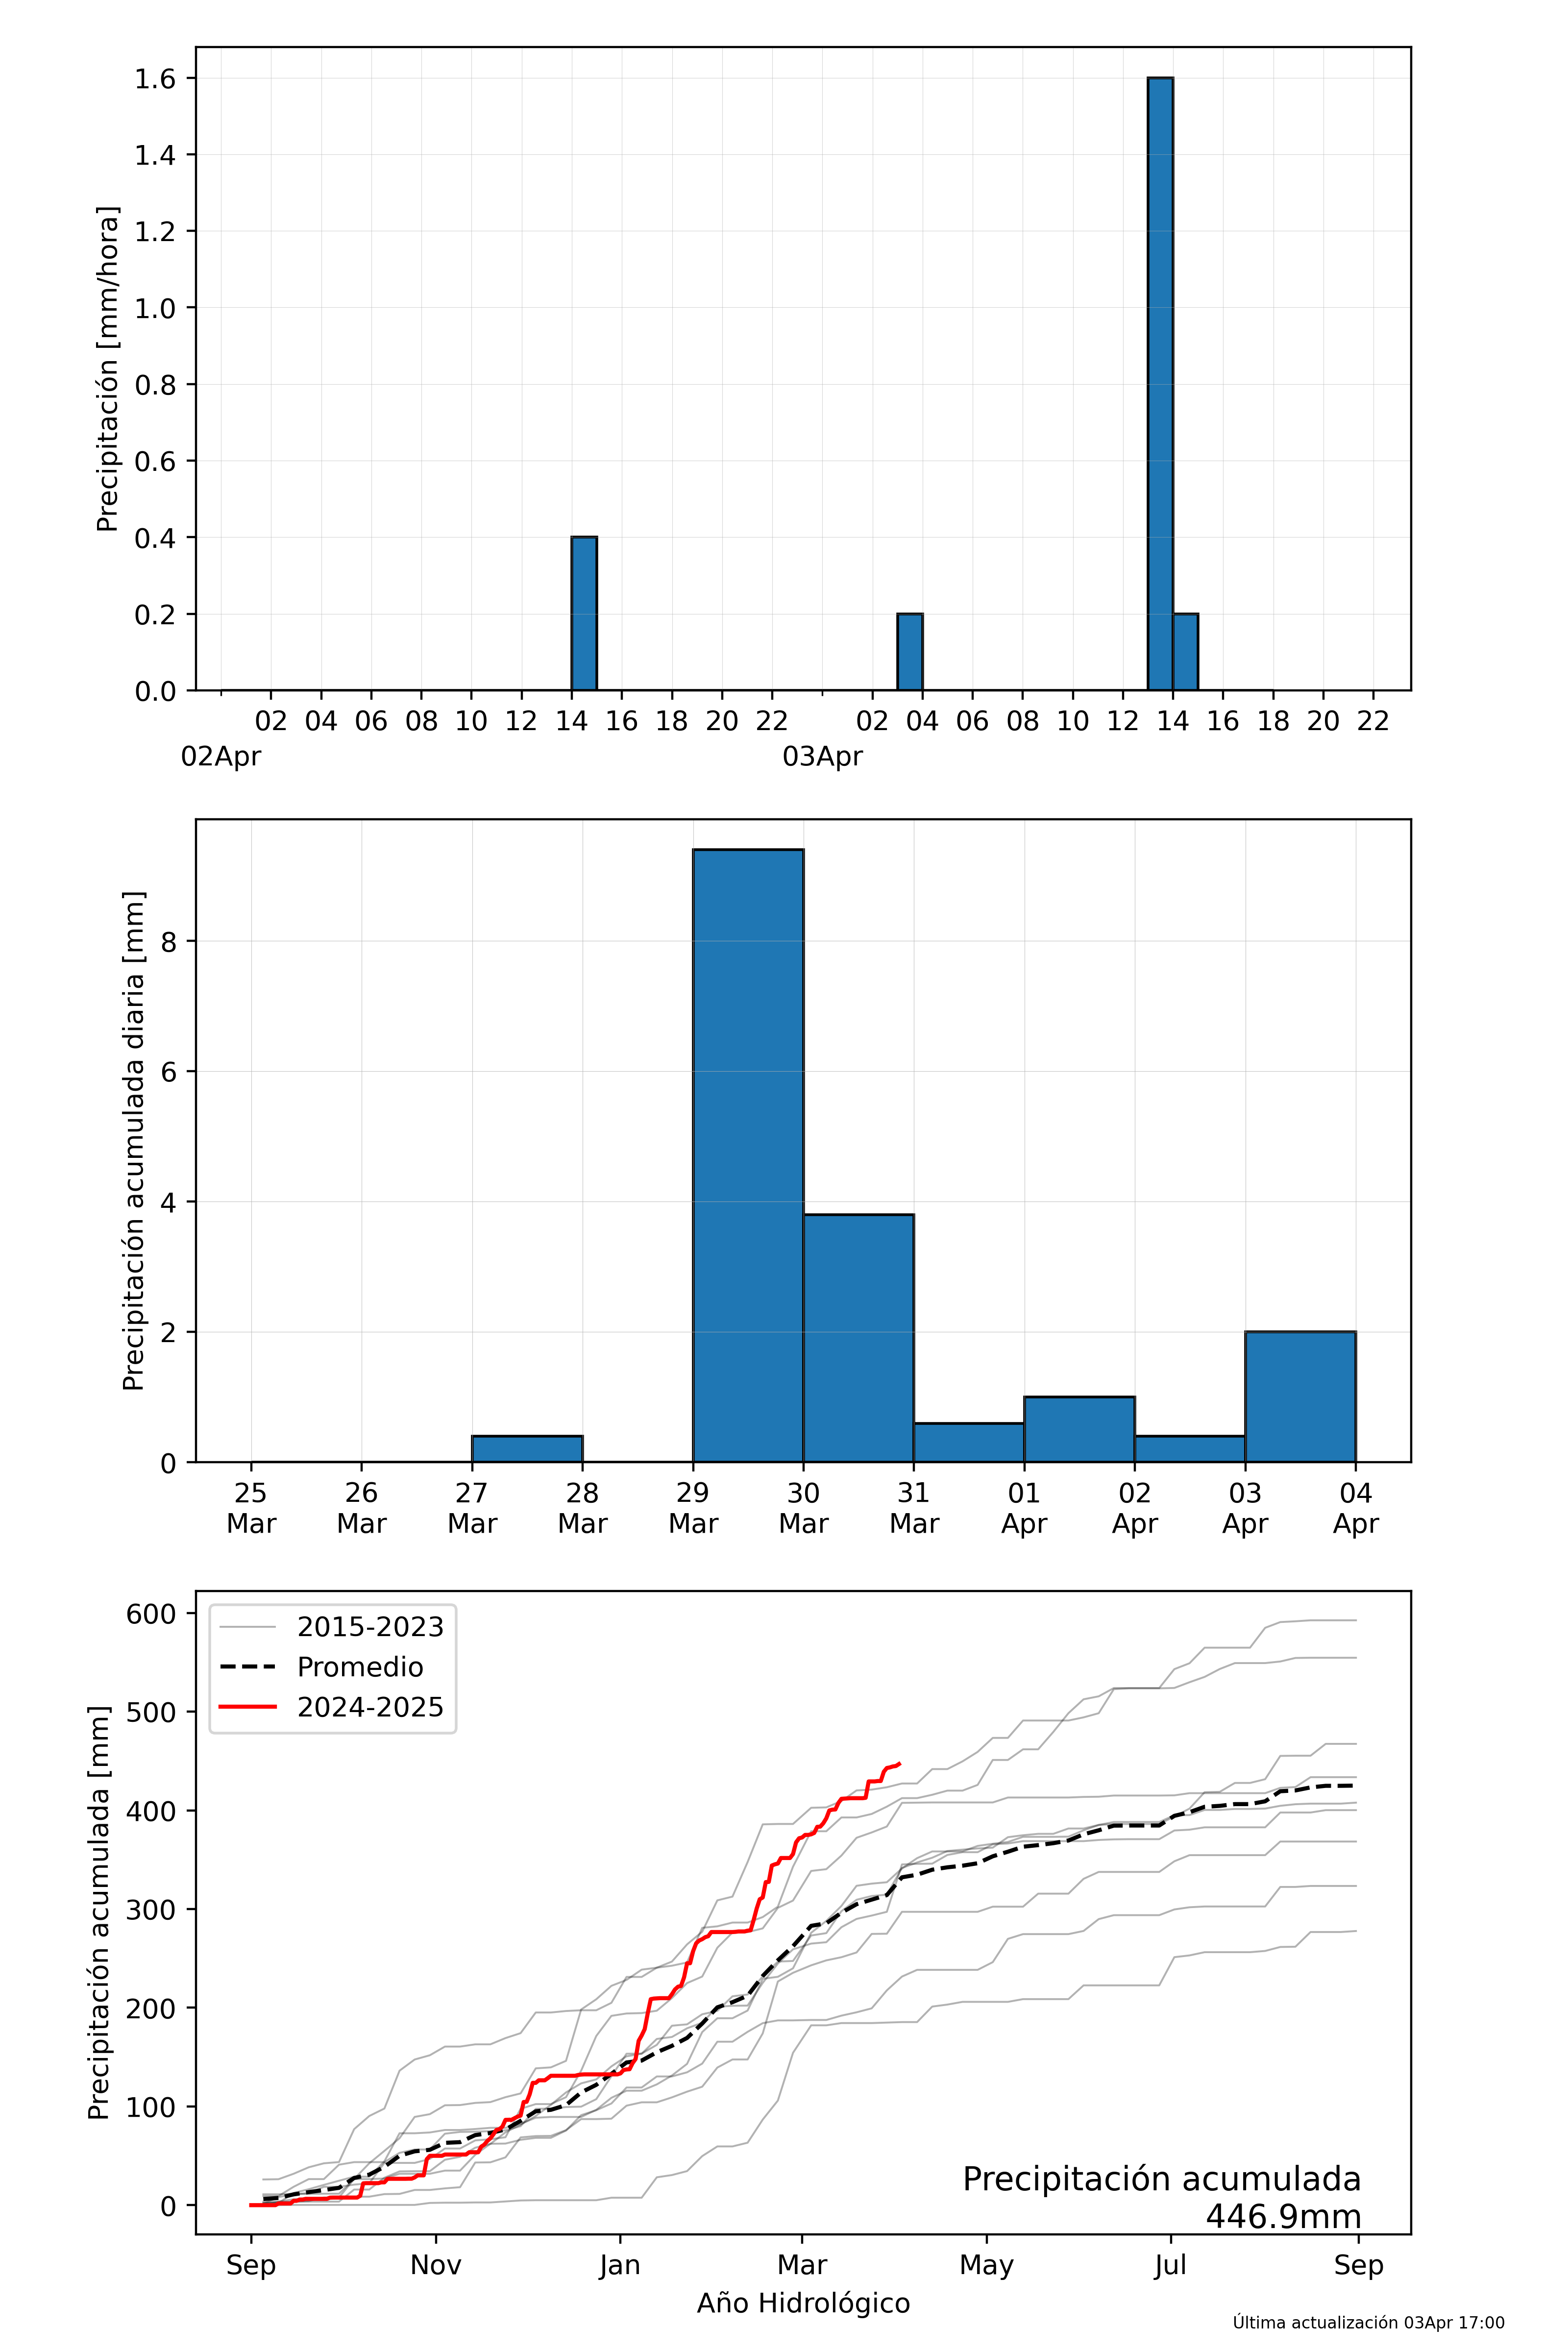 Precipitación [mm/hora]
1.6
1.4
1.2
1.0
0.8
0.6
0.4
0.2
0.0
02 04 06 08 10 12 14 16 18 20 22 02 04 06 08 10 12 14 16 18 20 22
02Apr 03Apr
Precipitación acumulada diaria [mm]
8
6
4
2
0
25 26 27 28 29 30 31 01 02 03 04
Mar Mar Mar Mar Mar Mar Mar Apr Apr Apr Apr
Precipitación acumulada [mm]
600
500
400
300
200
100
0
2015-2023
Promedio
2024-2025
Precipitación acumulada
446.9mm
Sep Nov Jan Mar May Jul Sep
Año Hidrológico
Última actualización 03Apr 17:00